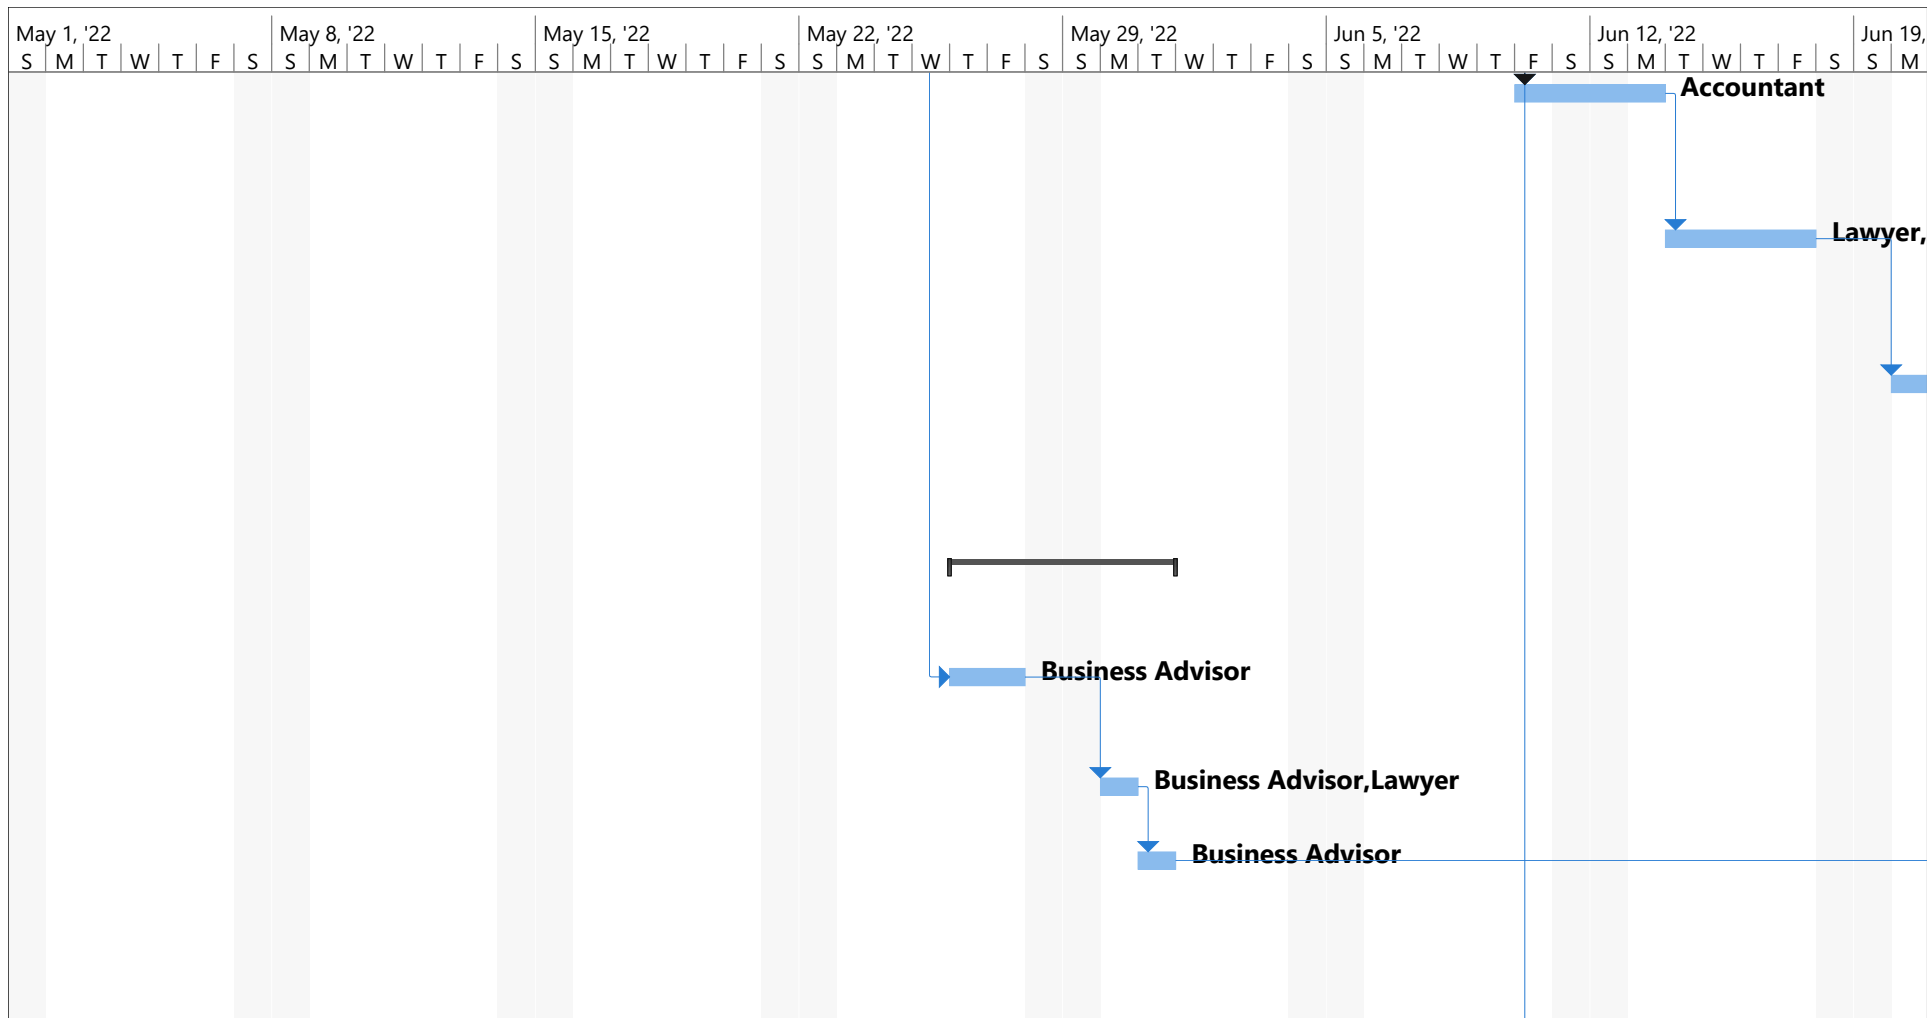 May 1, '22 May 8, '22 May 15, '22 May 22, '22 May 29, '22 Jun 5, '22 Jun 12, '22 Jun 19,
S M T W T F S S M T W T F S S M T W T F S S M T W T F S S M T W T F S S M T W T F S S M T W T F S S M
Accountant
Lawyer,
Business Advisor
Business Advisor,Lawyer
Business Advisor